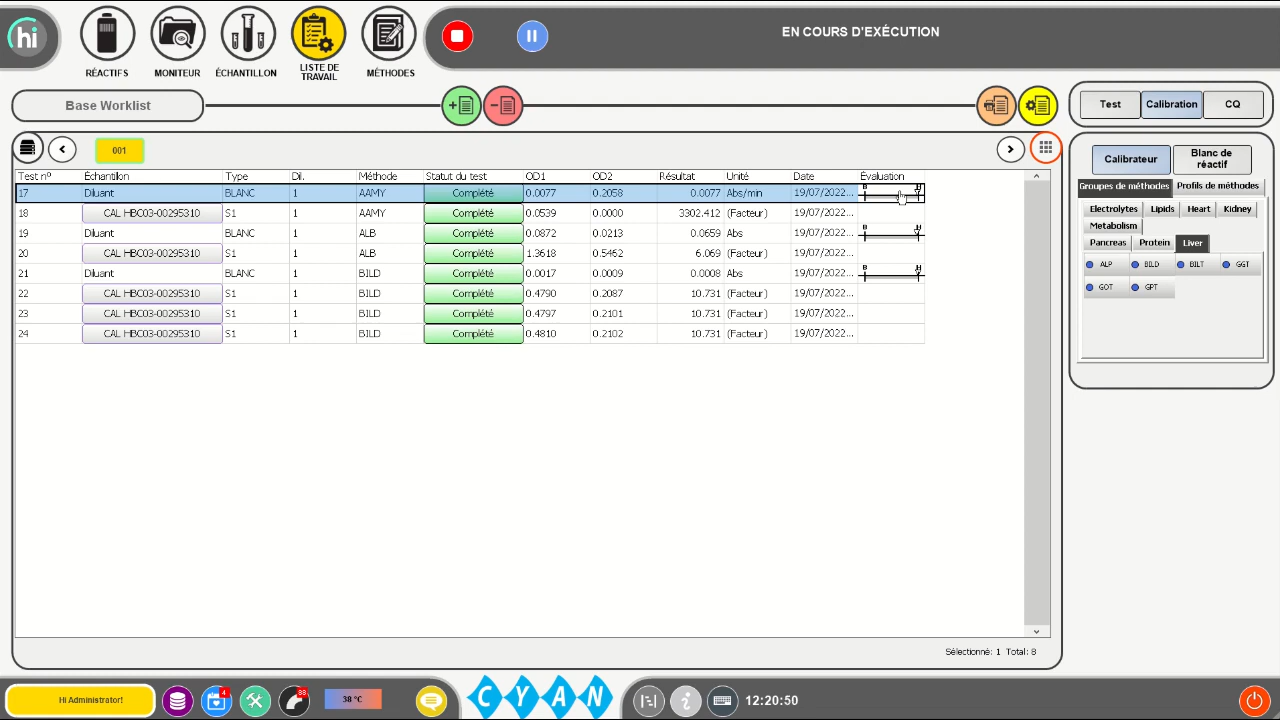 hi
RÉACTIFS
MONITEUR
ÉCHANTILLON
LISTE DE
TRAVAIL
MÉTHODES
EN COURS D'EXÉCUTION
Base Worklist
Test Calibration CQ
001
Test nº Échantillon Type Dil. Méthode Statut du test OD1 OD2 Résultat Unité Date Évaluation
17 Diluant BLANC 1 AAMY Complété 0.0077 0.2058 0.0077 Abs/min 19/07/2022... B H
18 CAL HBC03-00295310 S1 1 AAMY Complété 0.0539 0.0000 3302.412 (Facteur) 19/07/2022...
19 Diluant BLANC 1 ALB Complété 0.0872 0.0213 0.0659 Abs 19/07/2022... B H
20 CAL HBC03-00295310 S1 1 ALB Complété 1.3618 0.5462 6.069 (Facteur) 19/07/2022...
21 Diluant BLANC 1 BILD Complété 0.0017 0.0009 0.0008 Abs 19/07/2022... B H
22 CAL HBC03-00295310 S1 1 BILD Complété 0.4790 0.2087 10.731 (Facteur) 19/07/2022...
23 CAL HBC03-00295310 S1 1 BILD Complété 0.4797 0.2101 10.731 (Facteur) 19/07/2022...
24 CAL HBC03-00295310 S1 1 BILD Complété 0.4810 0.2102 10.731 (Facteur) 19/07/2022...
Sélectionné: 1 Total: 8
Calibrateur
Blanc de
réactif
Groupes de méthodes Profils de méthodes
Electrolytes Lipids Heart Kidney
Metabolism
Pancreas Protein Liver
ALP BILD BILT GGT
GOT GPT
Hi Administrator!
4
38 °C
CYAN
12:20:50